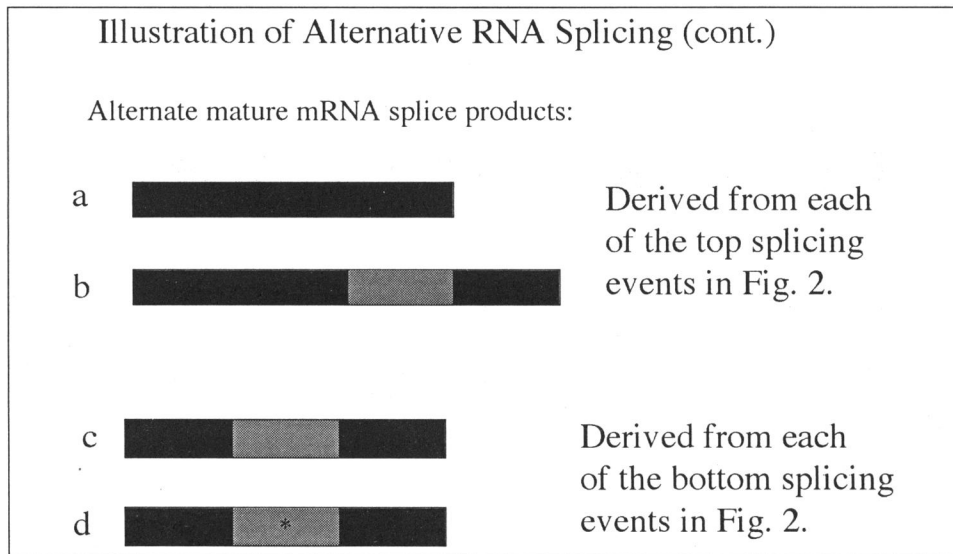 Illustration of Alternative RNA Splicing (cont.)
Alternate mature mRNA splice products:
a
Derived from each
of the top splicing
events in Fig. 2.
b
c
Derived from each
of the bottom splicing
events in Fig. 2.
d
*